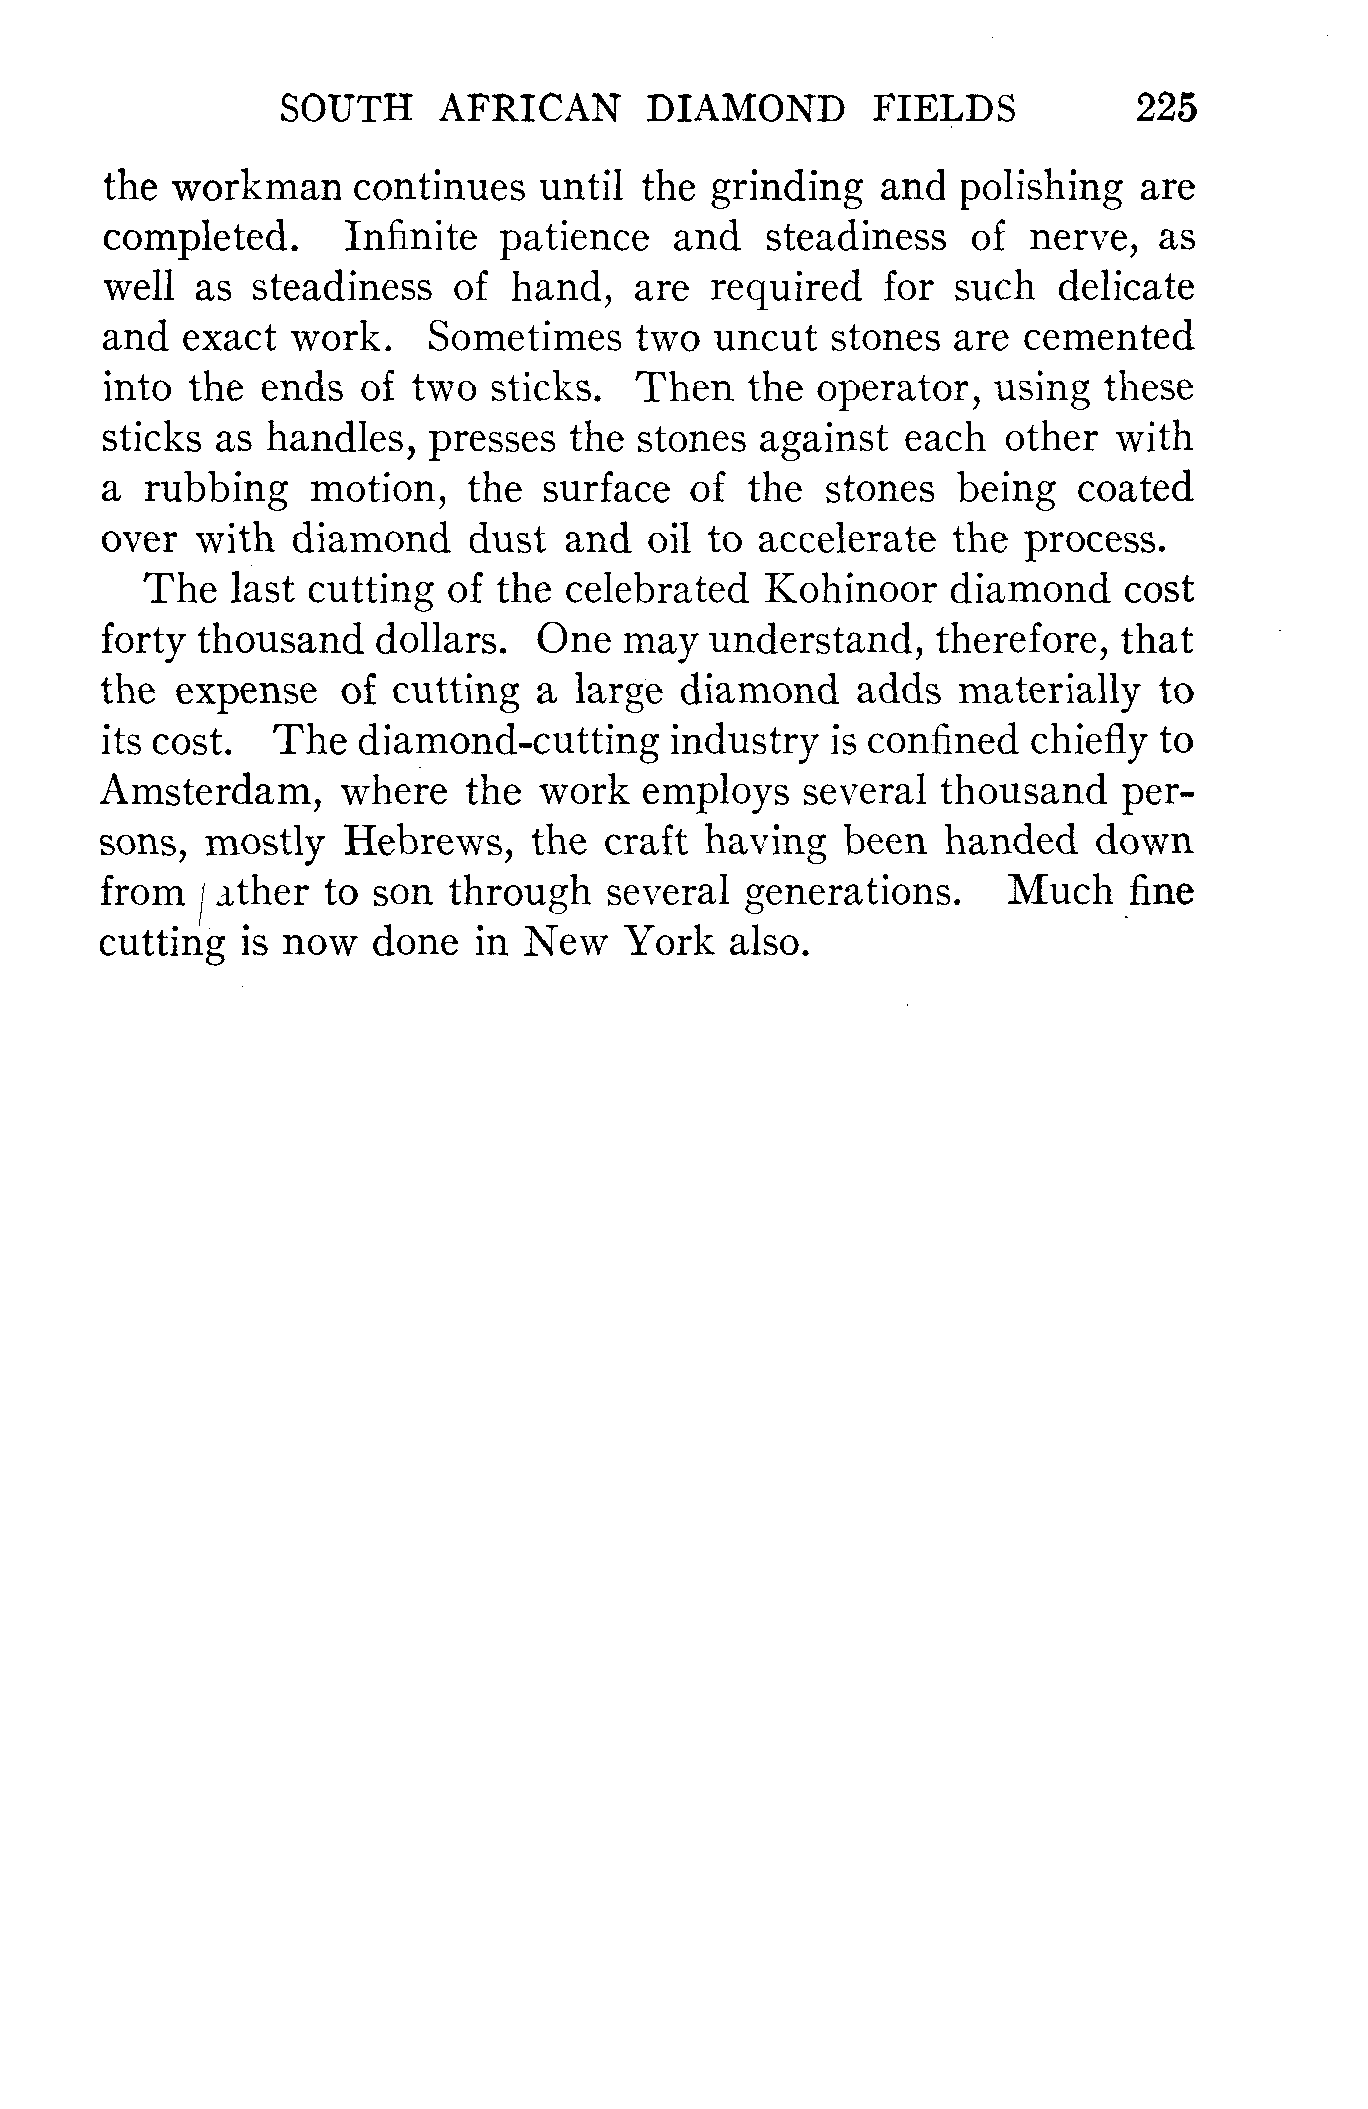 SOUTH AFRICAN DIAMOND FIELDS 225
the workman continues until the grinding and polishing are
completed. Infinite patience and steadiness of nerve, as
well as steadiness of hand, are required for such delicate
and exact work. Sometimes two uncut stones are cemented
into the ends of two sticks. Then the operator, using these
sticks as handles, presses the stones against each other with
a rubbing motion, the surface of the stones being coated
over with diamond dust and oil to accelerate the process.
The last cutting of the celebrated Kohinoor diamond cost
forty thousand dollars. One may understand, therefore, that
the expense of cutting a large diamond adds materially to
its cost. The diamond-cutting industry is confined chiefly to
Amsterdam, where the work employs several thousand per-
sons, mostly Hebrews, the craft having been handed down
from father to son through several generations. Much fine
cutting is now done in New York also.